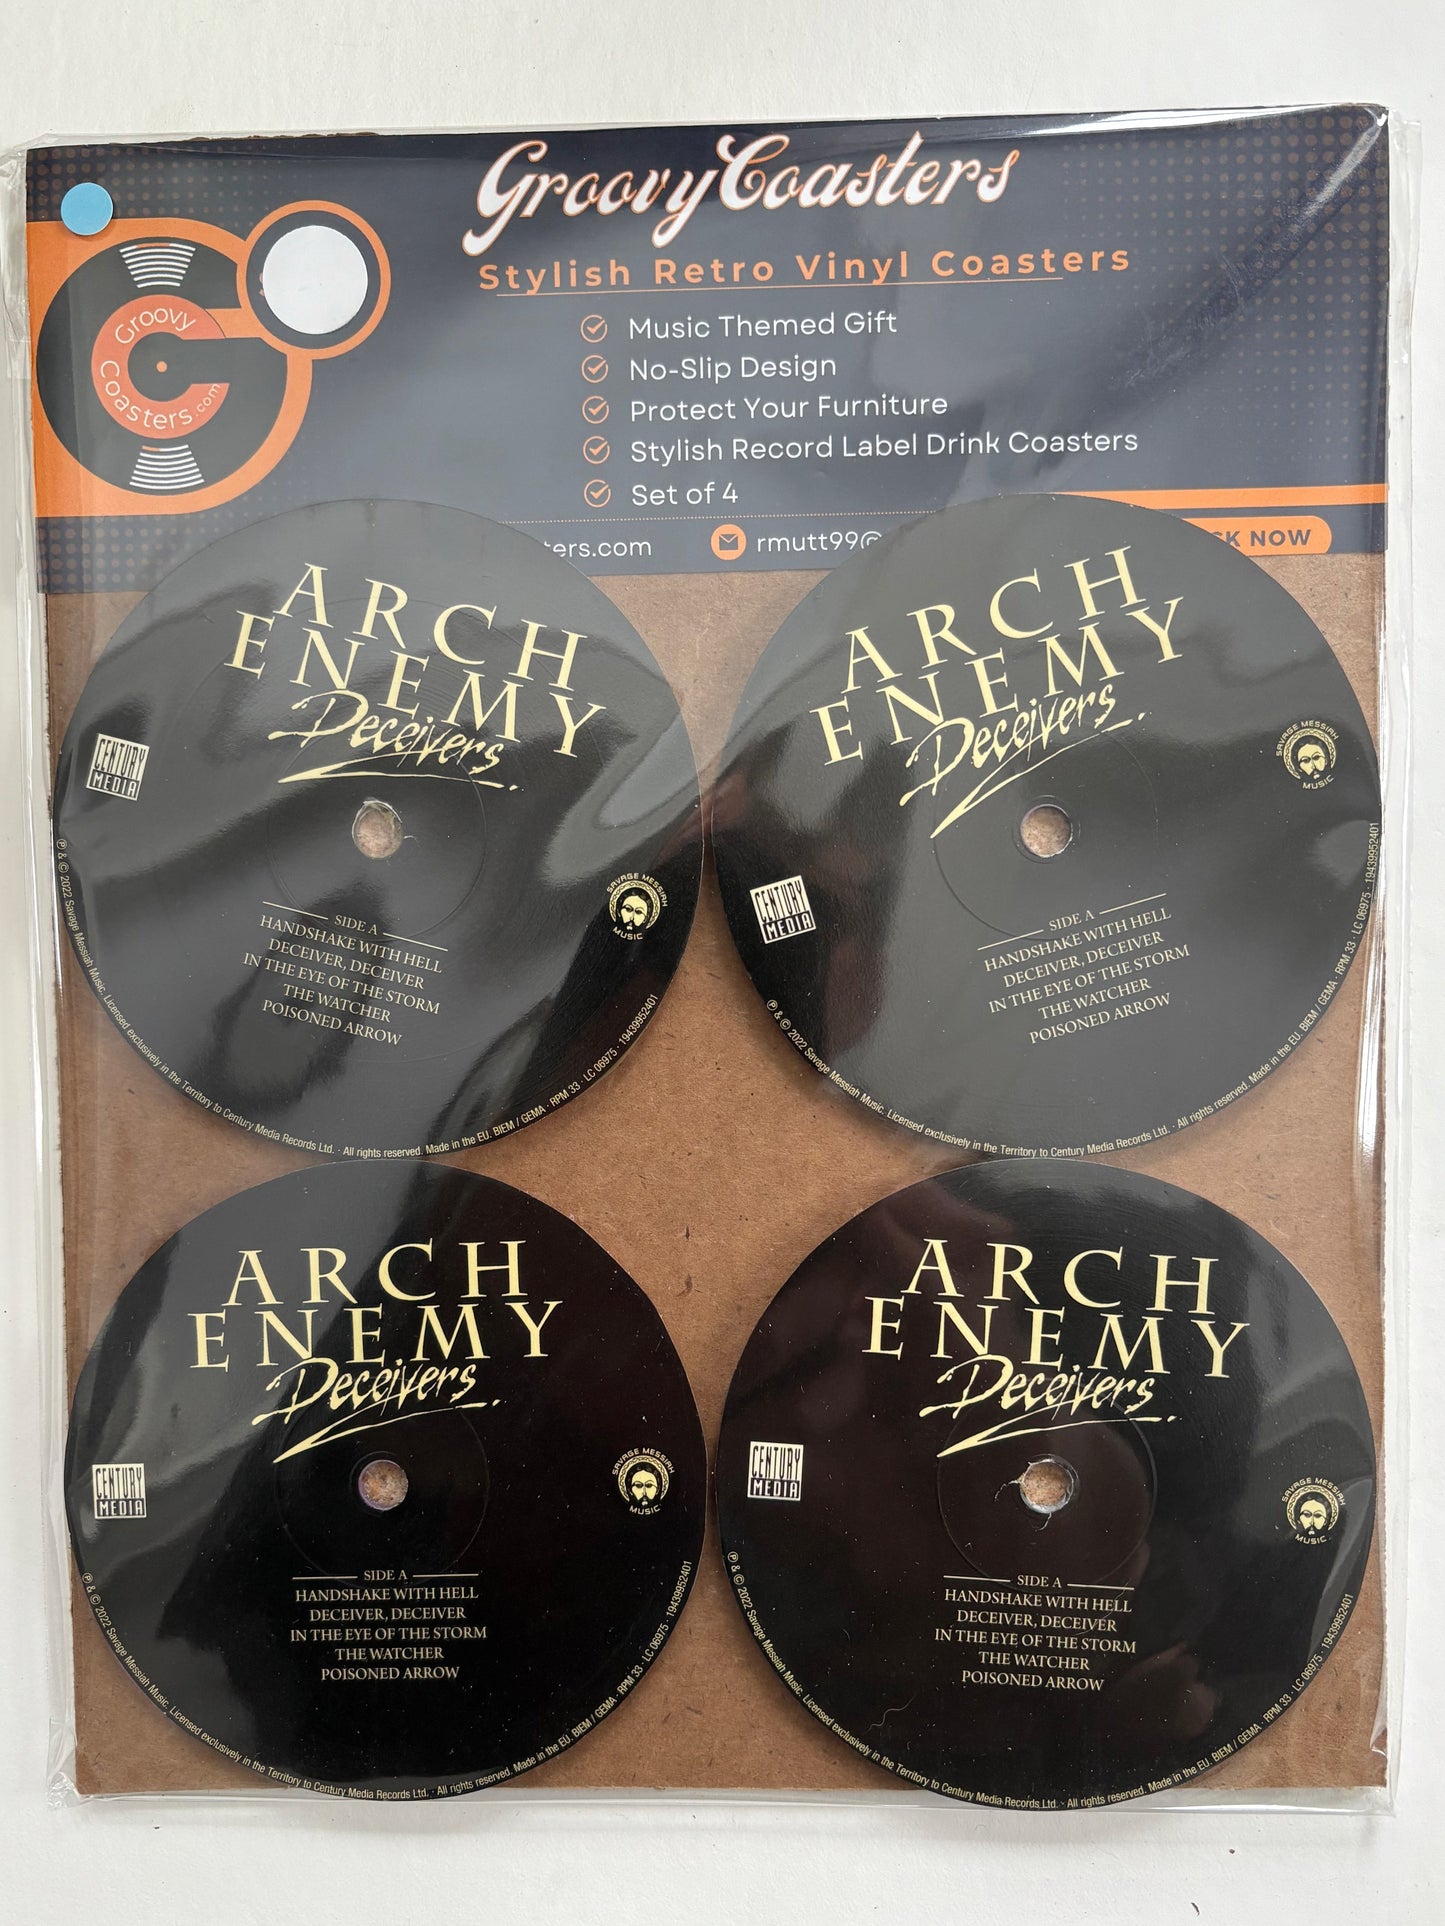 GroovyCoasters
Stylish Retro Vinyl Coasters
Groovy
Coasters.com
Music Themed Gift
No-Slip Design
Protect Your Furniture
Stylish Record Label Drink Coasters
Set of 4
ters.com
rmutt99@
NOW
ARCH
ENEMY
Deceivers
CENTURY
MEDIA
SAVAGE MESSIAH
MUSIC
SIDE A
HANDSHAKE WITH HELL
DECEIVER, DECEIVER
IN THE EYE OF THE STORM
THE WATCHER
POISONED ARROW
℗ & © 2022 Savage Messiah Music. Licensed exclusively in the Territory to Century Media Records Ltd. · All rights reserved. Made in the EU. BIEM / GEMA · RPM 33 · LC 06975 · 19439952401
ARCH
ENEMY
Deceivers
CENTURY
MEDIA
SAVAGE MESSIAH
MUSIC
SIDE A
HANDSHAKE WITH HELL
DECEIVER, DECEIVER
IN THE EYE OF THE STORM
THE WATCHER
POISONED ARROW
℗ & © 2022 Savage Messiah Music. Licensed exclusively in the Territory to Century Media Records Ltd. · All rights reserved. Made in the EU. BIEM / GEMA · RPM 33 · LC 06975 · 19439952401
ARCH
ENEMY
Deceivers
CENTURY
MEDIA
SAVAGE MESSIAH
MUSIC
SIDE A
HANDSHAKE WITH HELL
DECEIVER, DECEIVER
IN THE EYE OF THE STORM
THE WATCHER
POISONED ARROW
℗ & © 2022 Savage Messiah Music. Licensed exclusively in the Territory to Century Media Records Ltd. · All rights reserved. Made in the EU. BIEM / GEMA · RPM 33 · LC 06975 · 19439952401
ARCH
ENEMY
Deceivers
CENTURY
MEDIA
SAVAGE MESSIAH
MUSIC
SIDE A
HANDSHAKE WITH HELL
DECEIVER, DECEIVER
IN THE EYE OF THE STORM
THE WATCHER
POISONED ARROW
℗ & © 2022 Savage Messiah Music. Licensed exclusively in the Territory to Century Media Records Ltd. · All rights reserved. Made in the EU. BIEM / GEMA · RPM 33 · LC 06975 · 19439952401